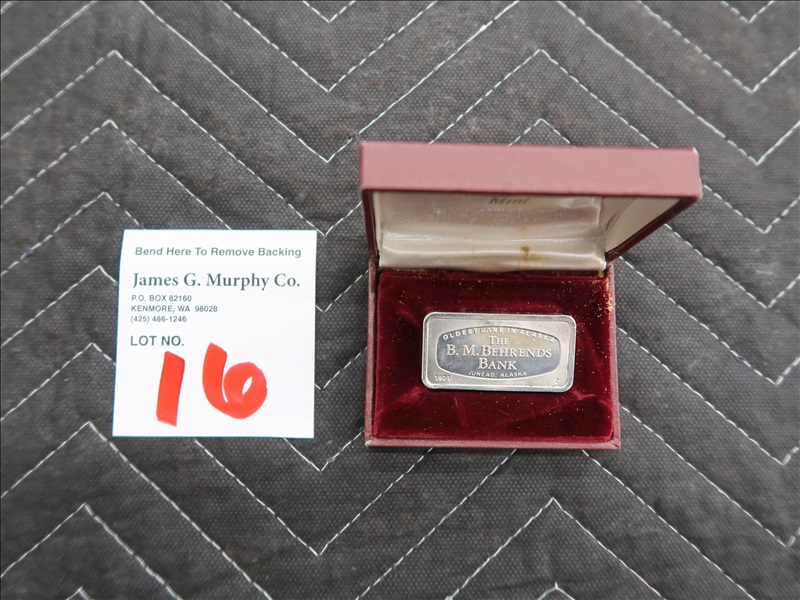 Bend Here To Remove Backing
James G. Murphy Co.
P.O. BOX 82160
KENMORE, WA 98028
(425) 486-1246
LOT NO.
16
Mint
OLDEST BANK IN ALASKA
THE
B. M. BEHRENDS
BANK
JUNEAU, ALASKA